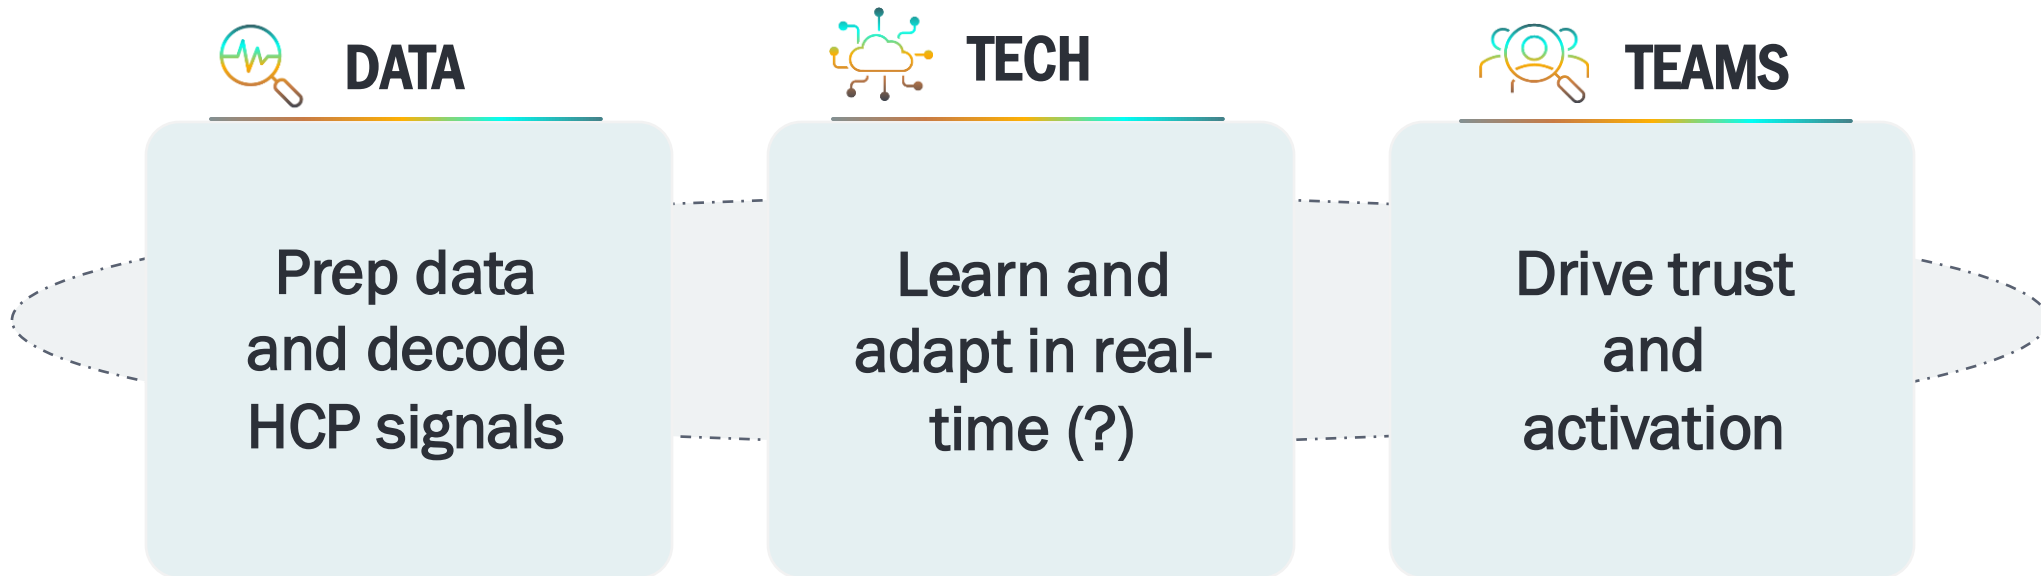 DATA
Prep data
and decode
HCP signals
TECH
Learn and
adapt in real-
time (?)
TEAMS
Drive trust
and
activation